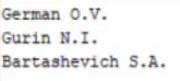 German O.V.
Gurin N.I.
Bartashevich S.A.